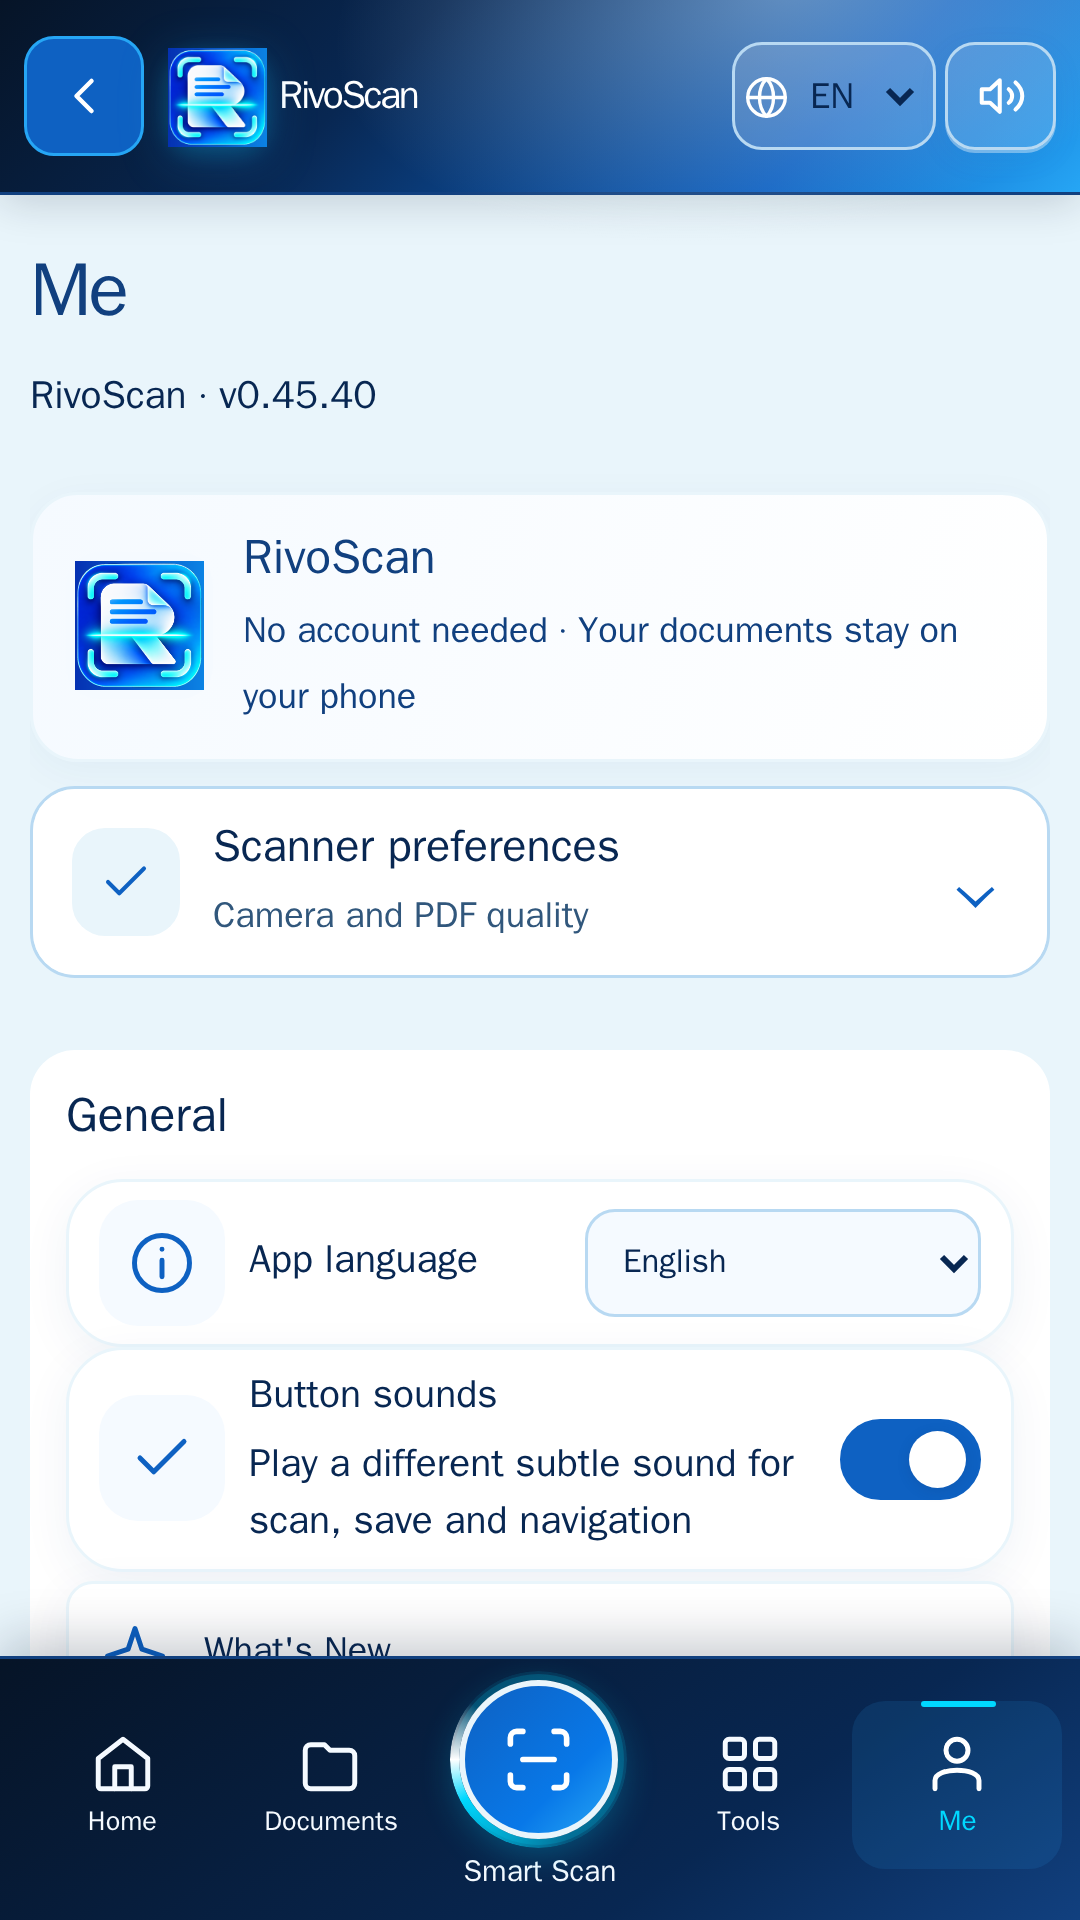 RivoScan
EN
Me
RivoScan · v0.45.40
RivoScan
No account needed · Your documents stay on
your phone
Scanner preferences
Camera and PDF quality
General
App language
English
Button sounds
Play a different subtle sound for
scan, save and navigation
What's New
Home
Documents
Smart Scan
Tools
Me